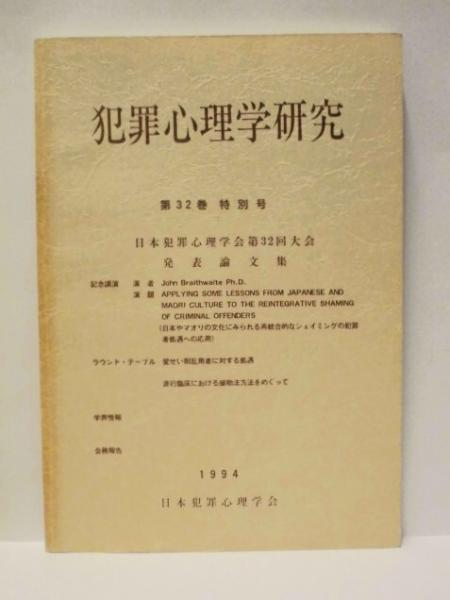 犯罪心理学研究
第32巻 特別号
日本犯罪心理学会第32回大会
発表論文集
記念講演 演者 John Braithwaite Ph.D.
演題 APPLYING SOME LESSONS FROM JAPANESE AND
MAORI CULTURE TO THE REINTEGRATIVE SHAMING
OF CRIMINAL OFFENDERS
(日本やマオリの文化にみられる再統合的なシェイミングの犯罪
者処遇への応用)
ラウンド・テーブル 覚せい剤乱用者に対する処遇
非行臨床における援助法方法をめぐって
学界情報
会務報告
1994
日本犯罪心理学会